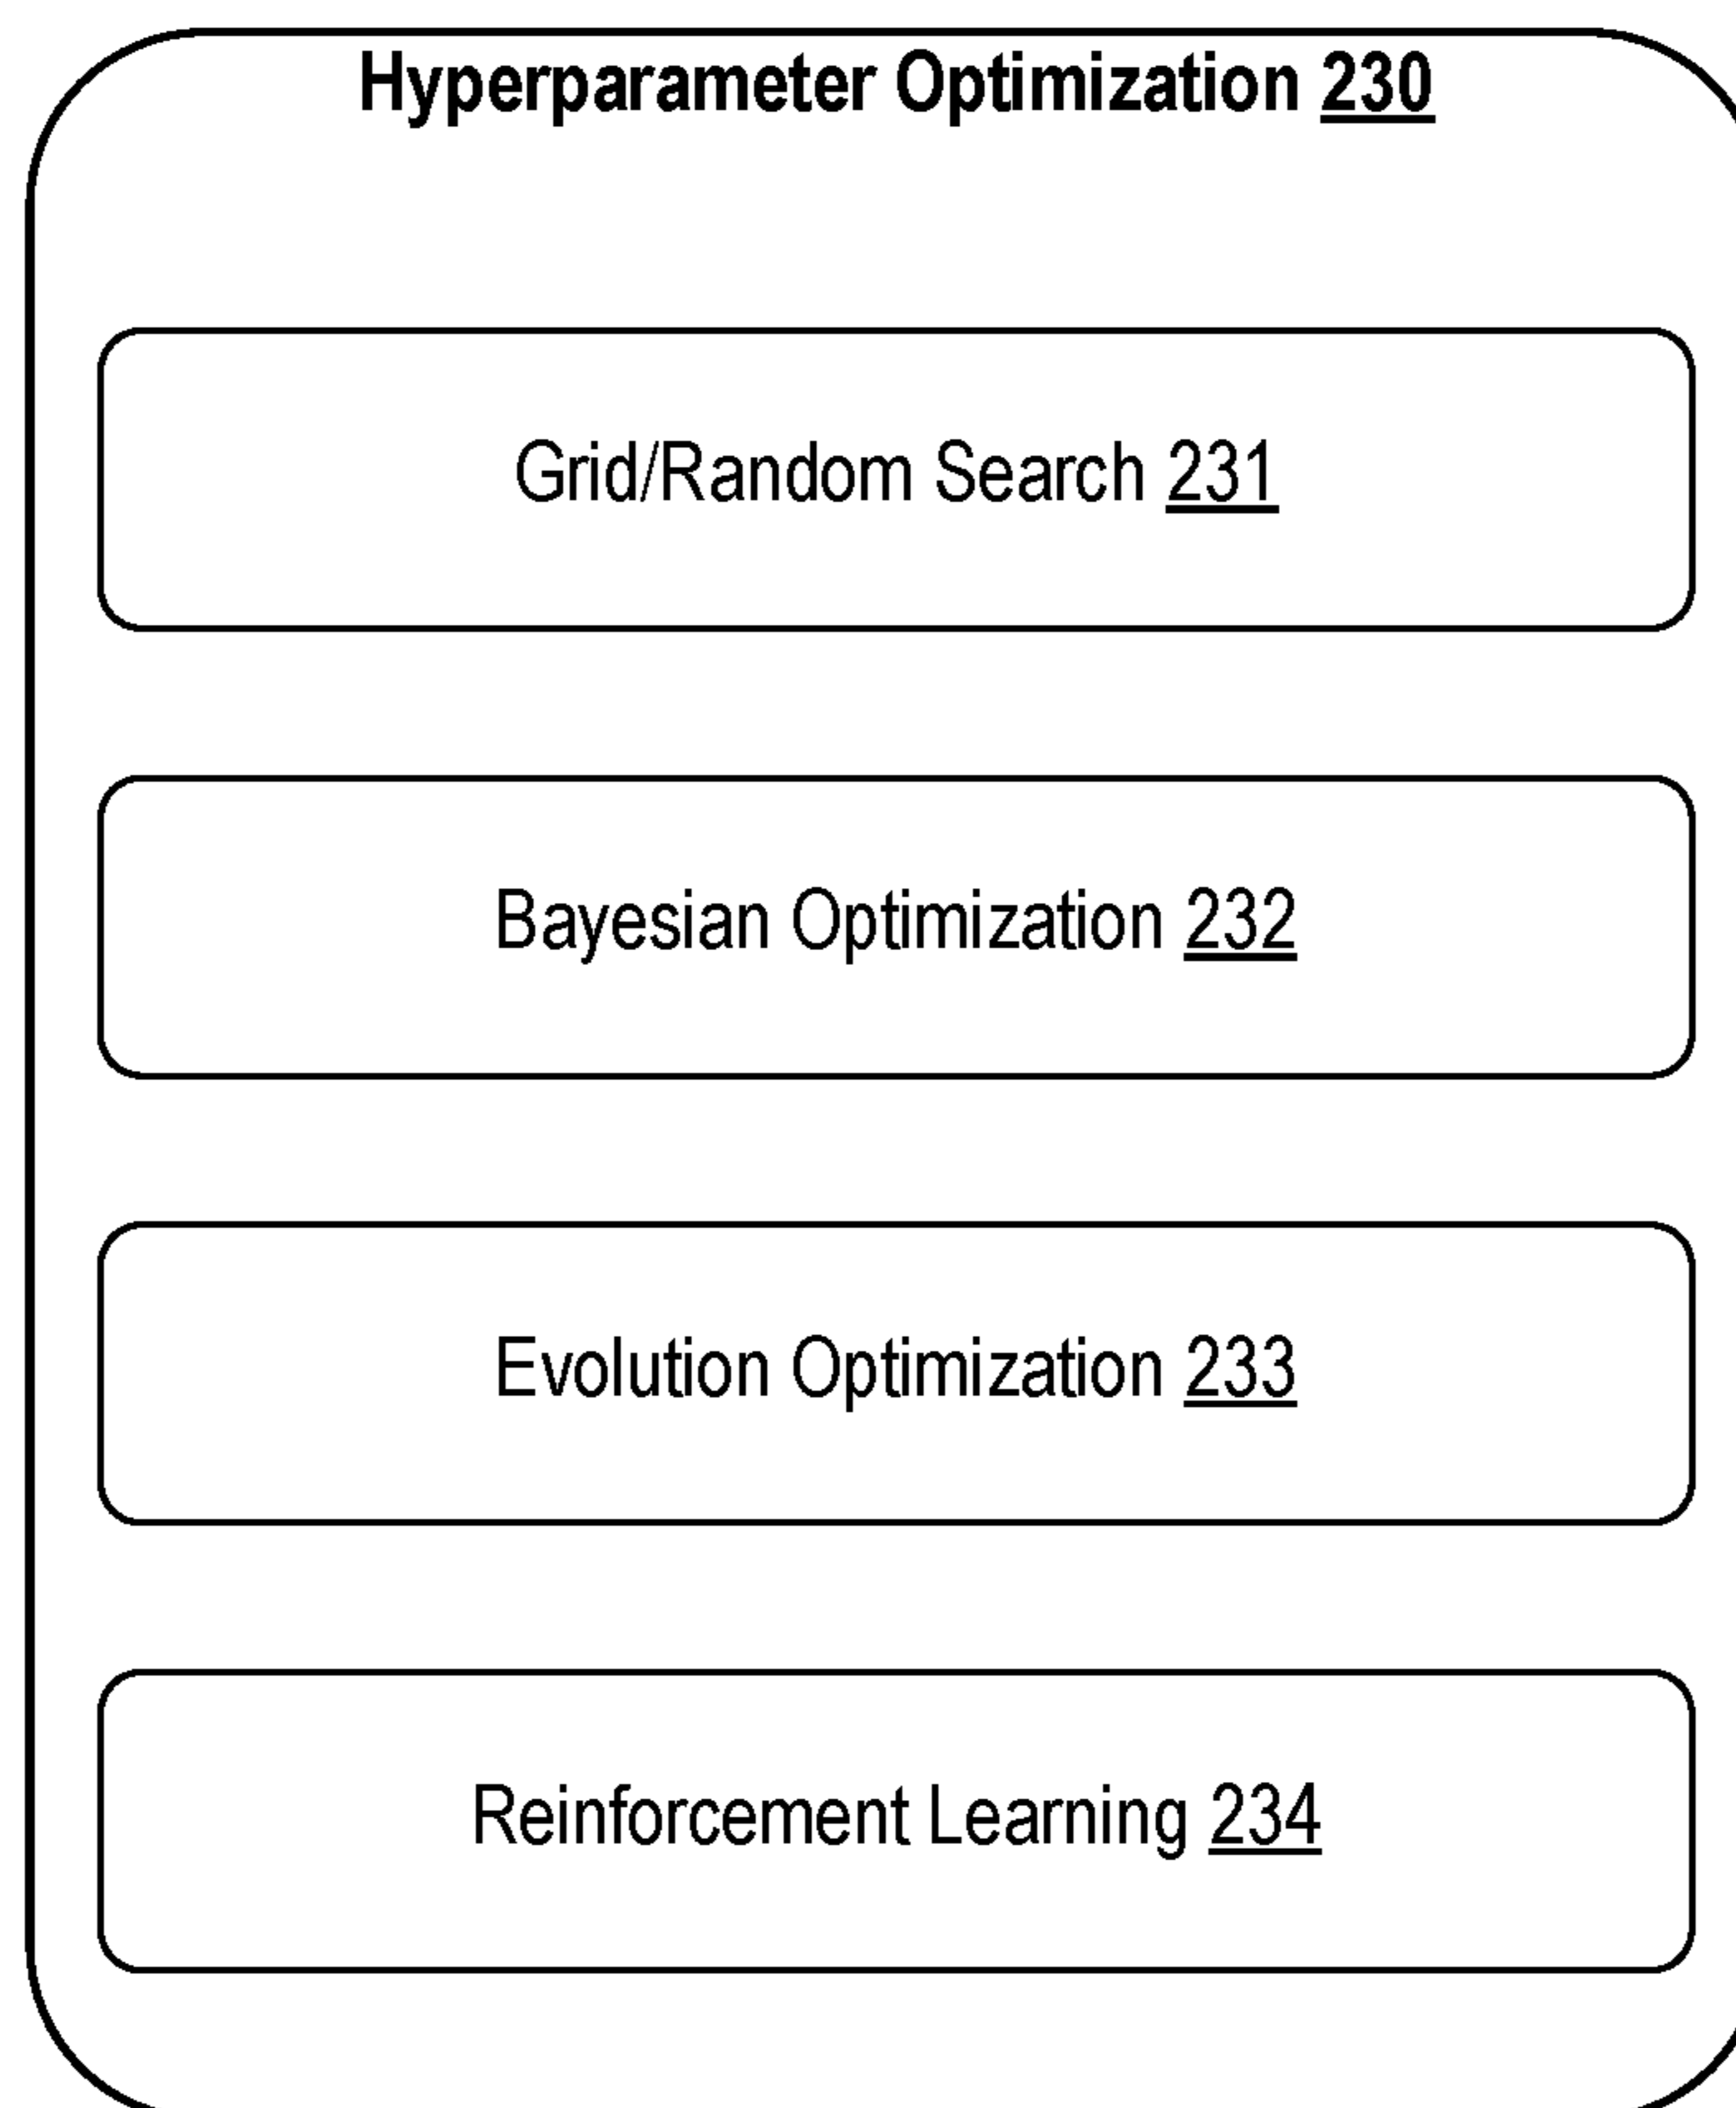 Hyperparameter Optimization 230
Grid/Random Search 231
Bayesian Optimization 232
Evolution Optimization 233
Reinforcement Learning 234